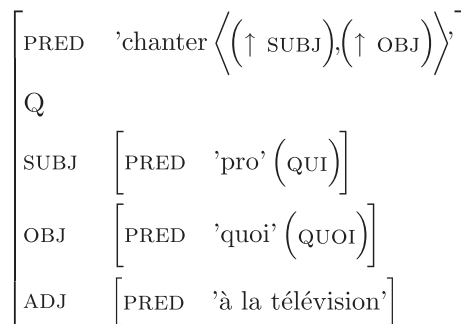 PRED ’chanter⟨(↑ SUBJ),(↑ OBJ)⟩’
Q
SUBJ [PRED ’pro’ (QUI)]
OBJ [PRED ’quoi’ (QUOI)]
ADJ [PRED ’à la télévision’]